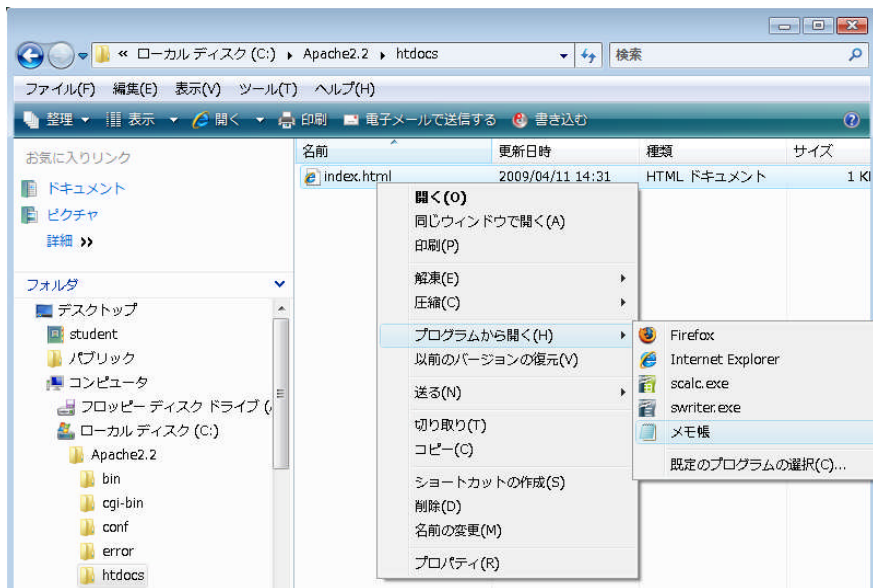 « ローカル ディスク (C:) ▸ Apache2.2 ▸ htdocs
検索
ファイル(F) 編集(E) 表示(V) ツール(T) ヘルプ(H)
整理 表示 開く 印刷 電子メールで送信する 書き込む
お気に入りリンク
ドキュメント
ピクチャ
詳細 »
フォルダ
デスクトップ
student
パブリック
コンピュータ
フロッピー ディスク ドライブ (
ローカル ディスク (C:)
Apache2.2
bin
cgi-bin
conf
error
htdocs
名前 更新日時 種類 サイズ
index.html 2009/04/11 14:31 HTML ドキュメント 1 KI
開く(O)
同じウィンドウで開く(A)
印刷(P)
解凍(E)
圧縮(C)
プログラムから開く(H)
以前のバージョンの復元(V)
送る(N)
切り取り(T)
コピー(C)
ショートカットの作成(S)
削除(D)
名前の変更(M)
プロパティ(R)
Firefox
Internet Explorer
scalc.exe
swriter.exe
メモ帳
既定のプログラムの選択(C)...